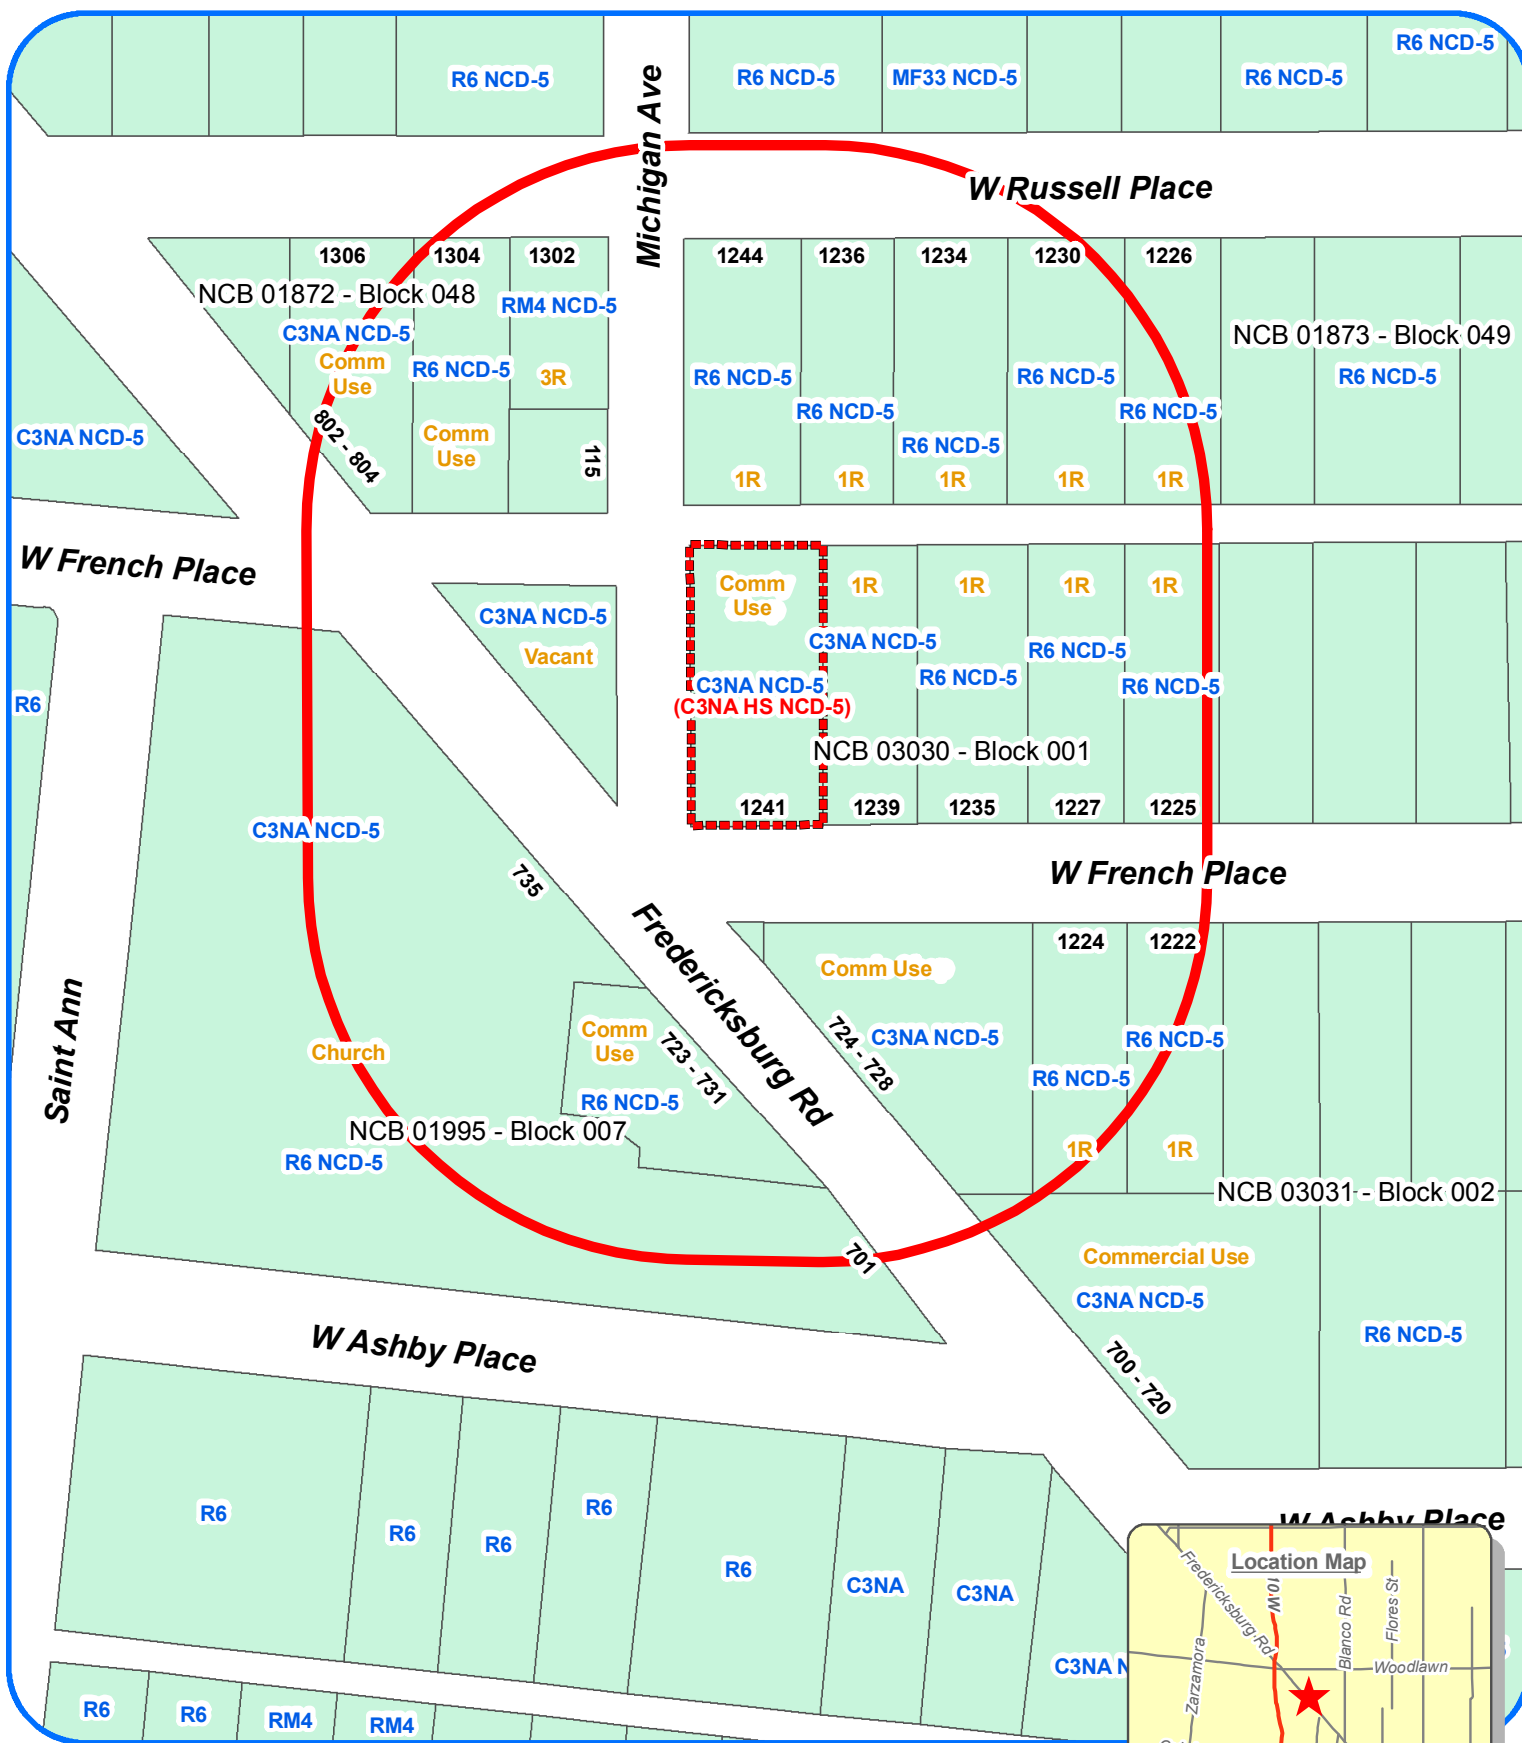 R6 NCD-5
R6 NCD-5
MF33 NCD-5
R6 NCD-5
R6 NCD-5
Michigan Ave
W Russell Place
1306
1304
1302
1244
1236
1234
1230
1226
NCB 01872 - Block 048
C3NA NCD-5
Comm
Use
R6 NCD-5
Comm
Use
RM4 NCD-5
3R
802 - 804
115
C3NA NCD-5
NCB 01873 - Block 049
R6 NCD-5
R6 NCD-5
R6 NCD-5
R6 NCD-5
R6 NCD-5
R6 NCD-5
1R
1R
1R
1R
1R
W French Place
C3NA NCD-5
Vacant
Comm
Use
C3NA NCD-5
(C3NA HS NCD-5)
1241
1R
1R
1R
1R
C3NA NCD-5
R6 NCD-5
R6 NCD-5
R6 NCD-5
NCB 03030 - Block 001
1239
1235
1227
1225
R6
C3NA NCD-5
735
W French Place
Fredericksburg Rd
1224
1222
Comm Use
C3NA NCD-5
724 - 728
R6 NCD-5
R6 NCD-5
1R
1R
Saint Ann
Church
Comm
Use
723 - 731
R6 NCD-5
NCB 01995 - Block 007
R6 NCD-5
NCB 03031 - Block 002
701
Commercial Use
C3NA NCD-5
R6 NCD-5
700 - 720
W Ashby Place
W Ashby Place
R6
R6
R6
R6
R6
C3NA
C3NA
C3NA N
R6
R6
RM4
RM4
Location Map
Fredericksburg Rd
10 W
Blanco Rd
Flores St
Zarzamora
Woodlawn